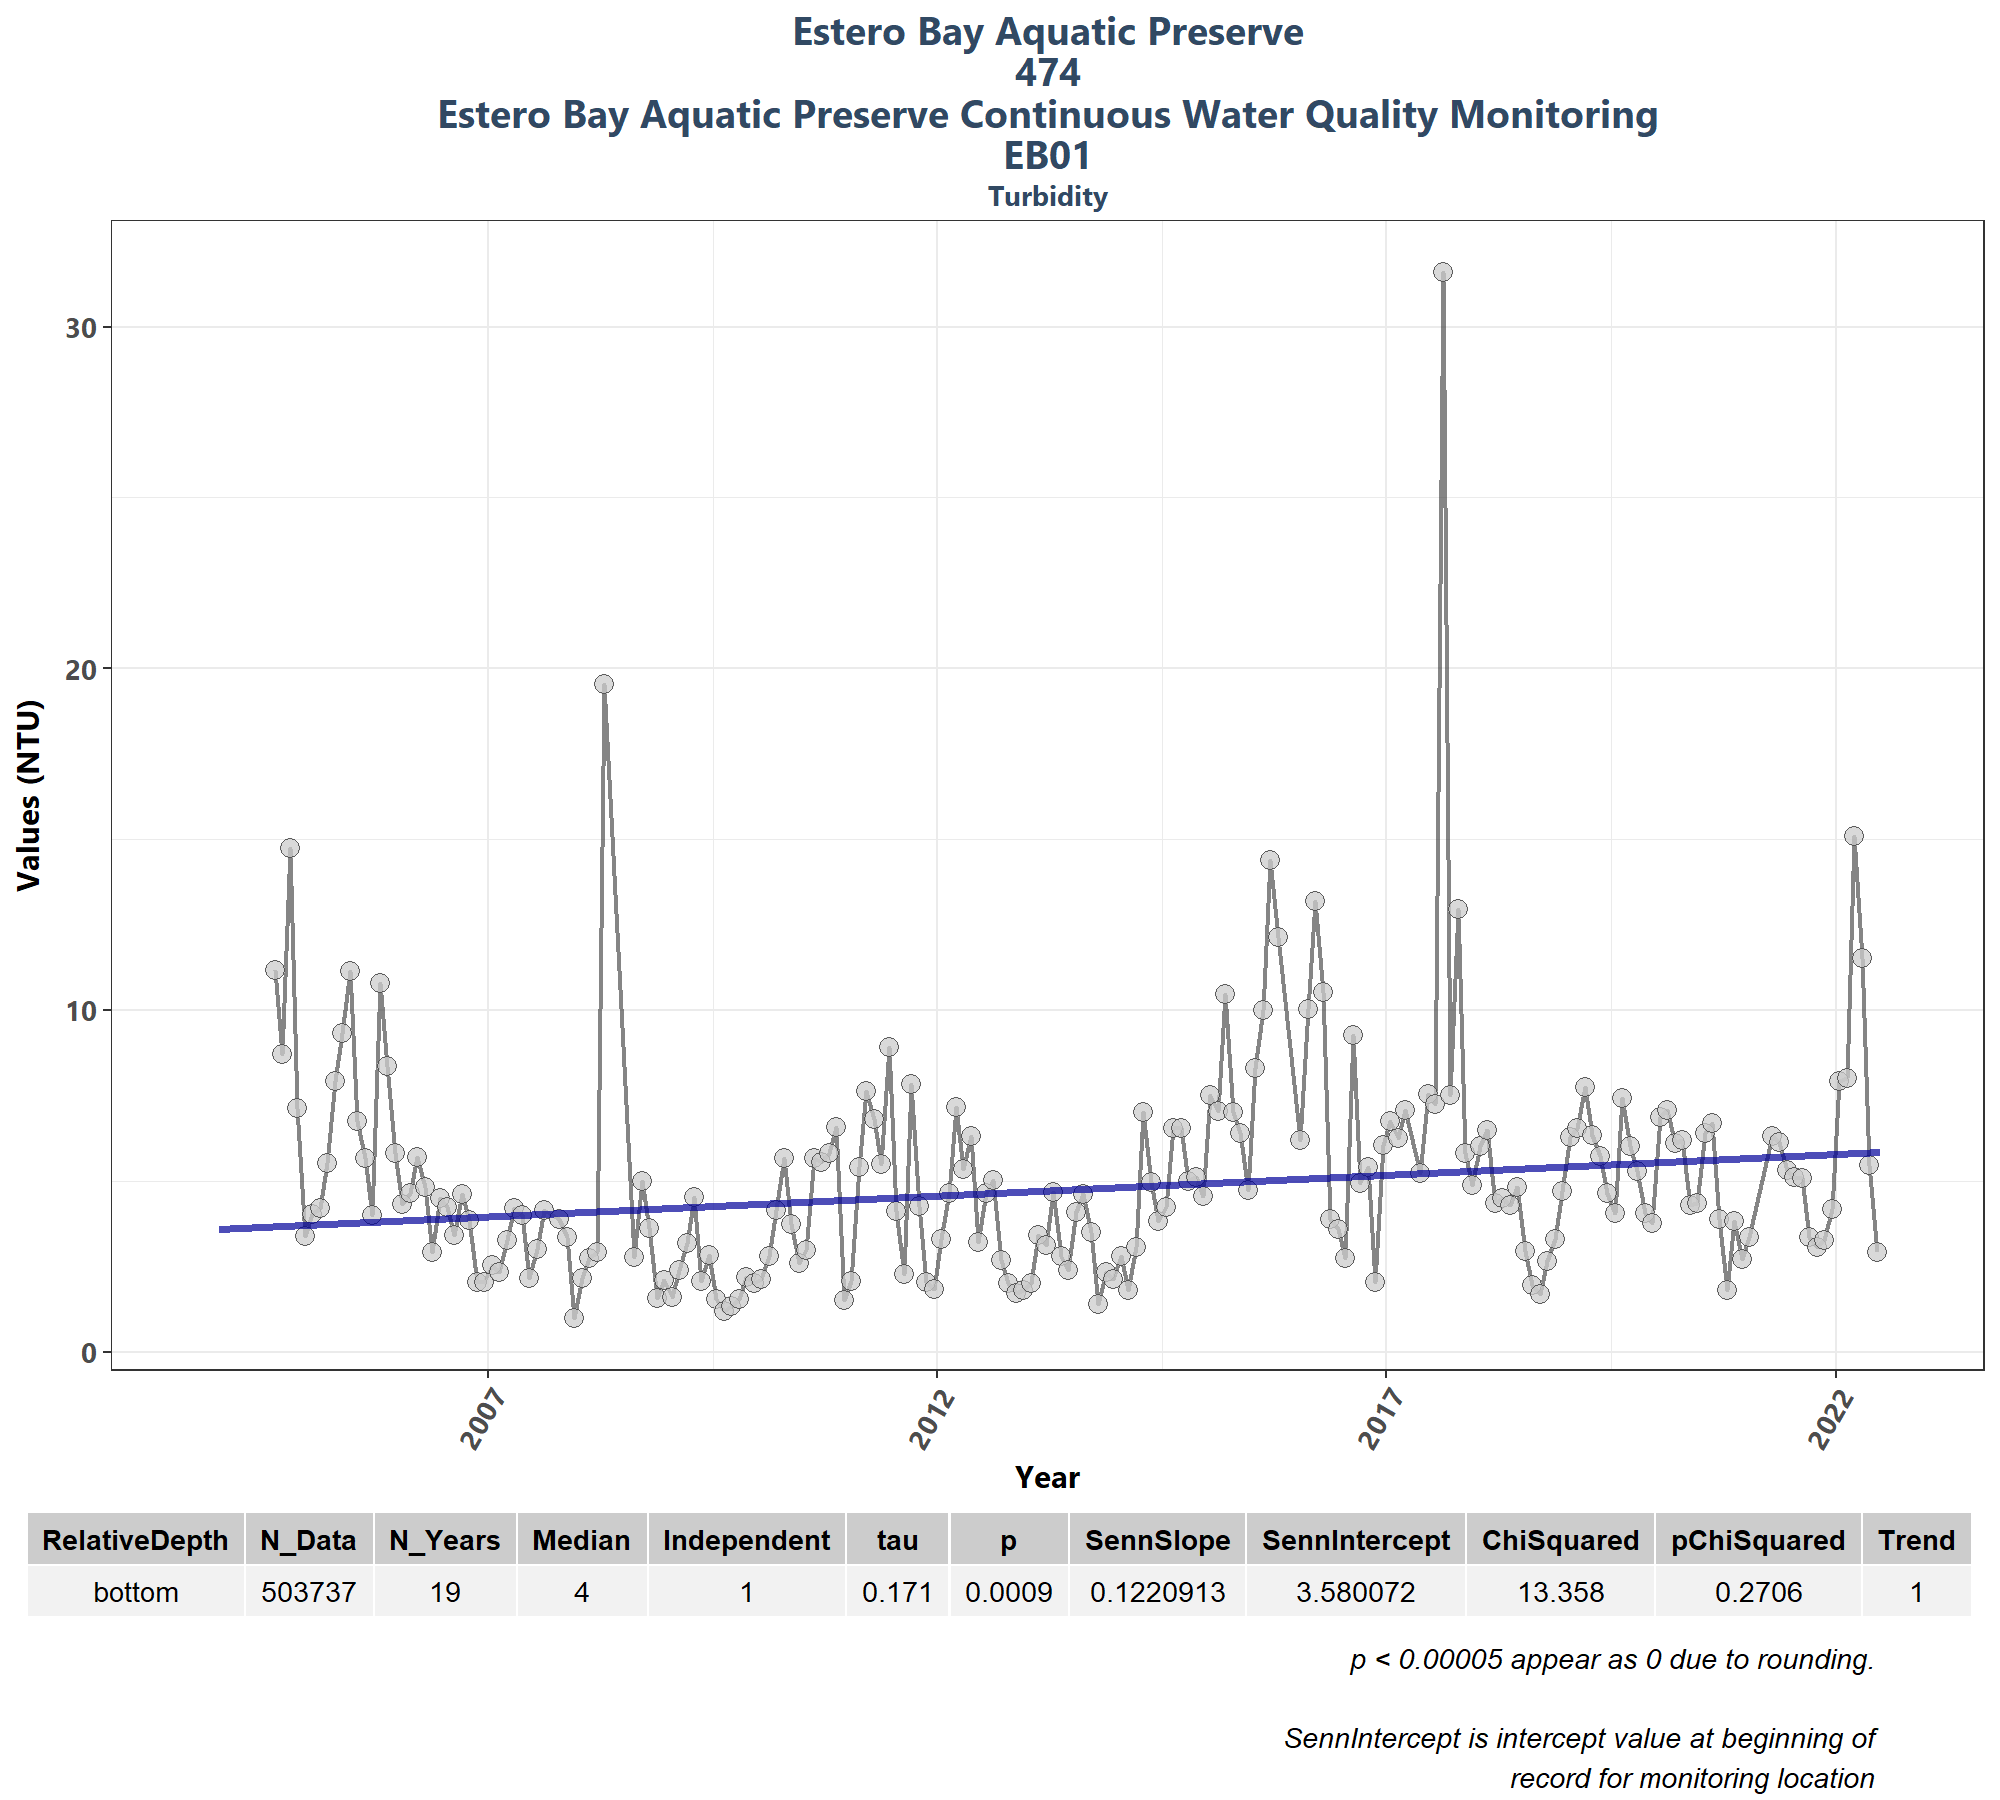 Estero Bay Aquatic Preserve
474
Estero Bay Aquatic Preserve Continuous Water Quality Monitoring
EB01
Turbidity
30
20
10
0
Values (NTU)
2007 2012 2017 2022
Year
RelativeDepth N_Data N_Years Median Independent tau p SennSlope SennIntercept ChiSquared pChiSquared Trend
bottom 503737 19 4 1 0.171 0.0009 0.1220913 3.580072 13.358 0.2706 1
p < 0.00005 appear as 0 due to rounding.
SennIntercept is intercept value at beginning of
record for monitoring location